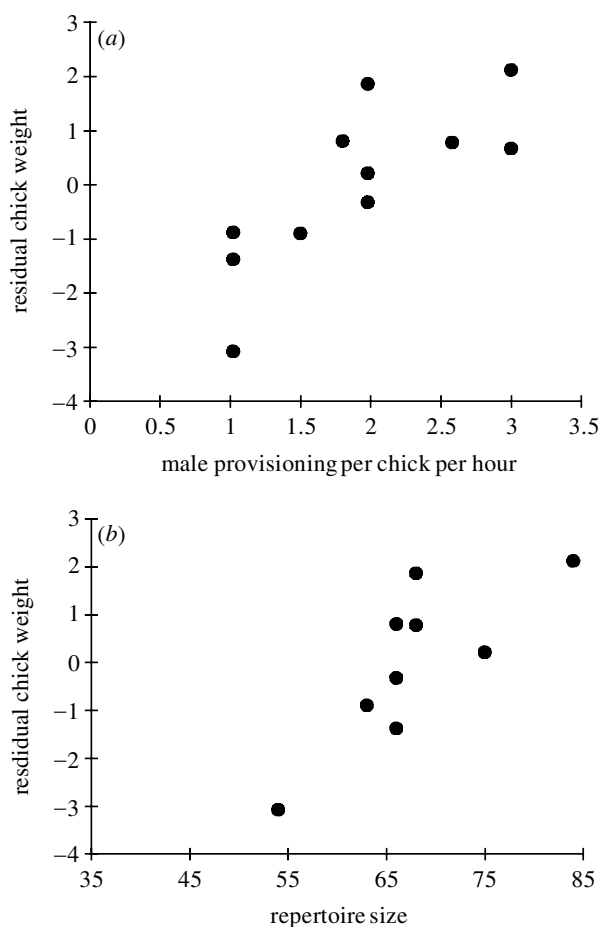 3
(a)
2
1
0
−1
−2
−3
−4
residual chick weight
0 0.5 1 1.5 2 2.5 3 3.5
male provisioning per chick per hour
3
(b)
2
1
0
−1
−2
−3
−4
resdidual chick weight
35 45 55 65 75 85
repertoire size